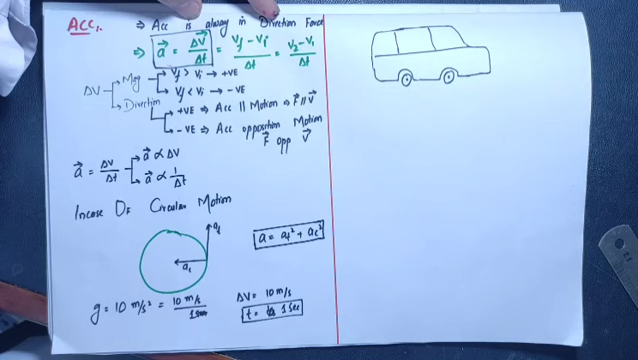 Acc,. ⇒ Acc is always in Direction Force
⇒ a⃗ = ΔV⃗/Δt = Vf - Vi/Δt = V2 - V1/Δt
ΔV → Mag → Vf > Vi → +VE
→ Vf < Vi → - VE
→ Direction → +VE ⇒ Acc || Motion ⇒ F⃗ || V⃗
→ - VE ⇒ Acc opposition Motion
F⃗ opp V⃗
a⃗ = ΔV/Δt → a⃗ ∝ ΔV
→ a⃗ ∝ 1/Δt
Incase Of Circular Motion
at
ac
a = at² + ac²
g = 10 m/s² = 10 m/s/1 sec
ΔV = 10 m/s
t = 1 sec